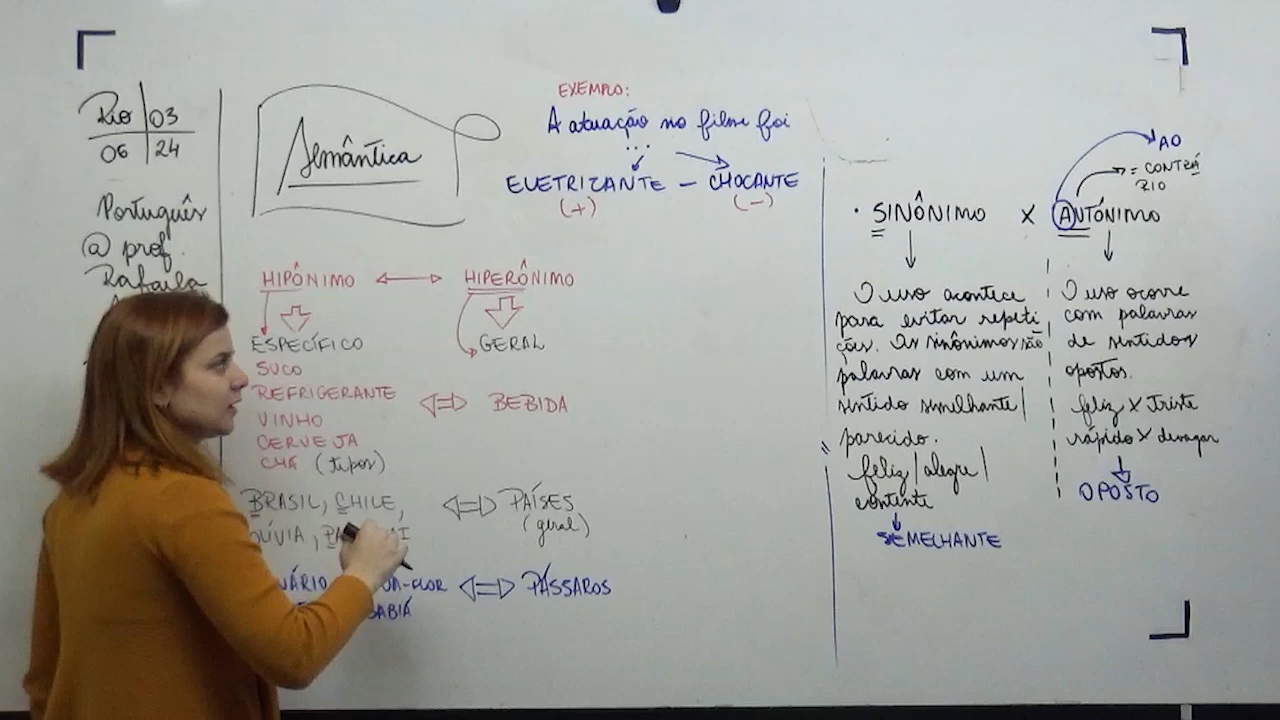 Rio 03
06 24
Português
@ prof.
Rafaela
Semântica
EXEMPLO:
A atuação no filme foi
...
ELETRIZANTE - CHOCANTE
(+) (-)
HIPÔNIMO HIPERÔNIMO
ESPECÍFICO GERAL
SUCO
REFRIGERANTE BEBIDA
VINHO
CERVEJA
CHÁ (tipos)
BRASIL, CHILE, PAÍSES
(geral)
PÁSSAROS
SABIÁ
AO
= CONTRÁ
RIO
. SINÔNIMO X ANTÔNIMO
O uso acontece
para evitar repeti
ções. Os sinônimos são
palavras com um
sentido semelhante/
parecido.
feliz/alegre/
contente
SEMELHANTE
O uso ocorre
com palavras
de sentidos
opostos.
feliz X triste
rápido X devagar
OPOSTO